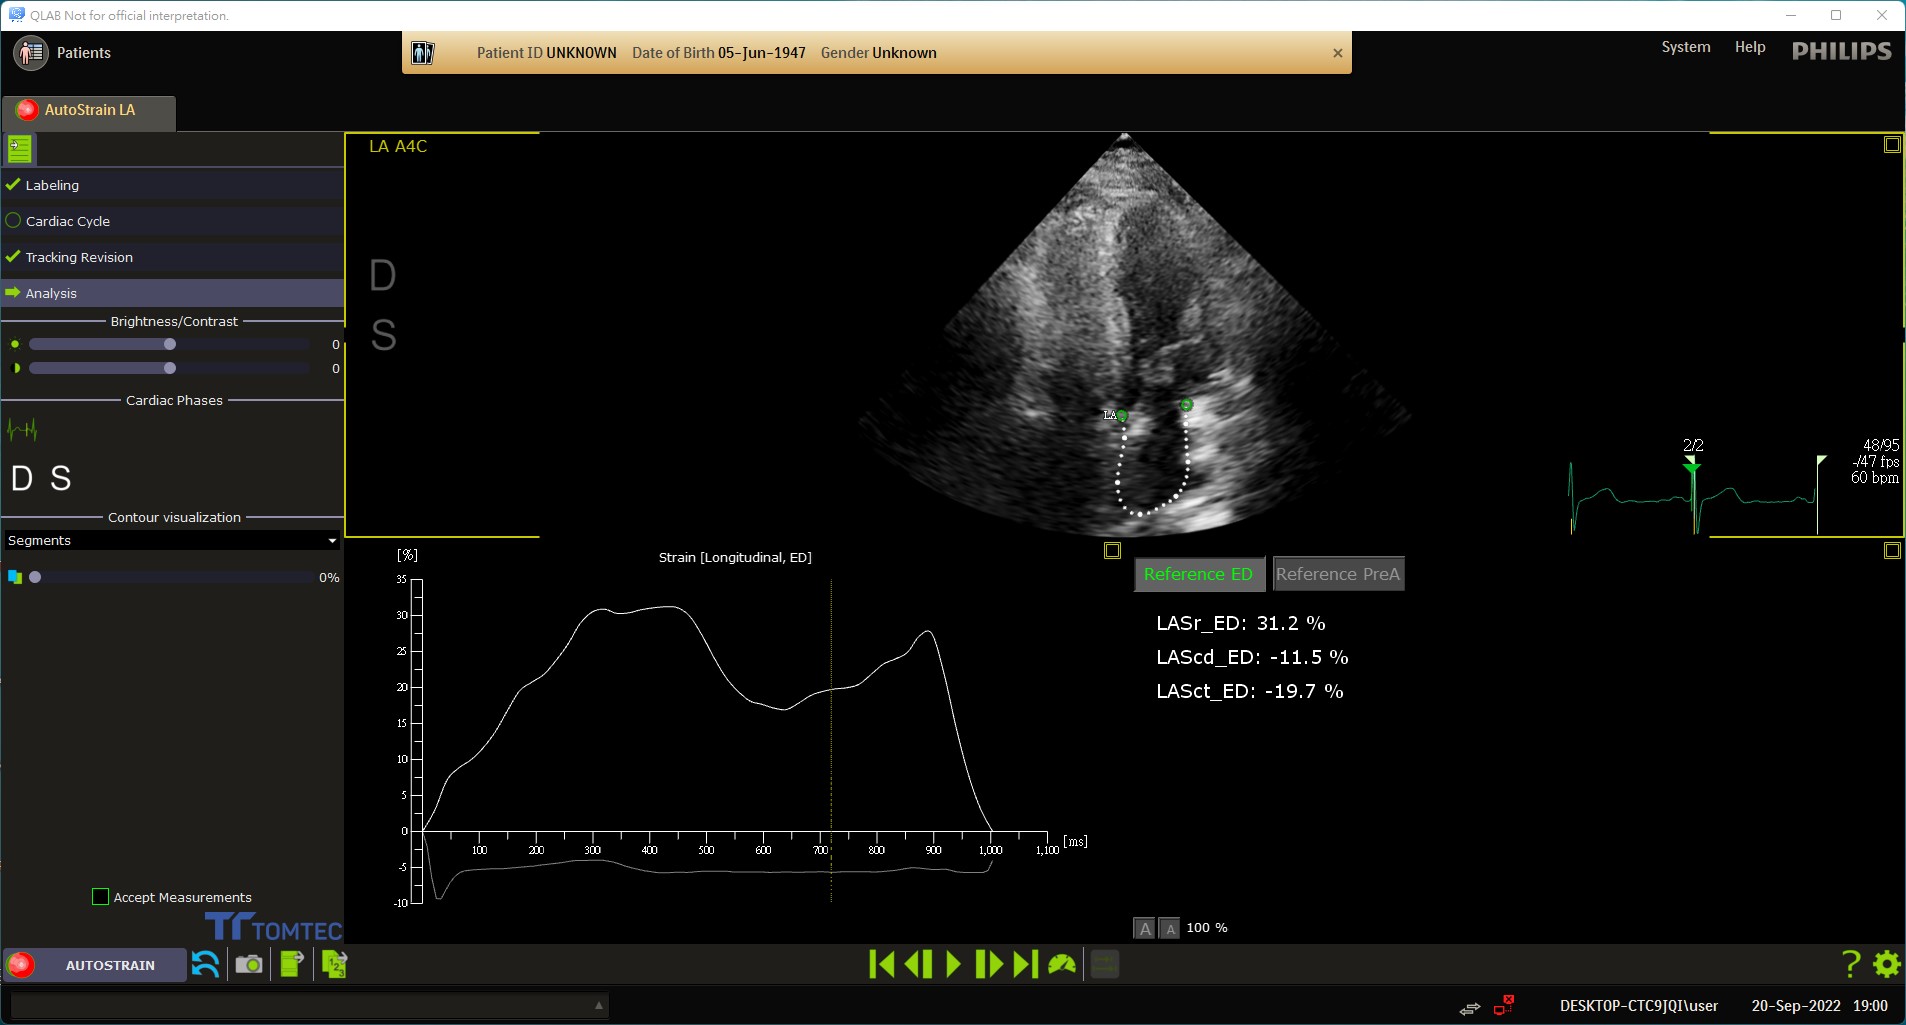 QLAB Not for official interpretation.
Patients
Patient ID UNKNOWN Date of Birth 05-Jun-1947 Gender Unknown
System Help PHILIPS
AutoStrain LA
Labeling
Cardiac Cycle
Tracking Revision
Analysis
Brightness/Contrast
0
0
Cardiac Phases
D S
Contour visualization
Segments
0%
Accept Measurements
TOMTEC
LA A4C
D
S
LA
2/2
48/95
-/47 fps
60 bpm
[%]
Strain [Longitudinal, ED]
35
30
25
20
15
10
5
0
-5
-10
100 200 300 400 500 600 700 800 900 1,000 1,100 [ms]
Reference ED Reference PreA
LASr_ED: 31.2 %
LAScd_ED: -11.5 %
LASct_ED: -19.7 %
A A 100 %
AUTOSTRAIN
1 2 3
?
DESKTOP-CTC9JQI\user 20-Sep-2022 19:00